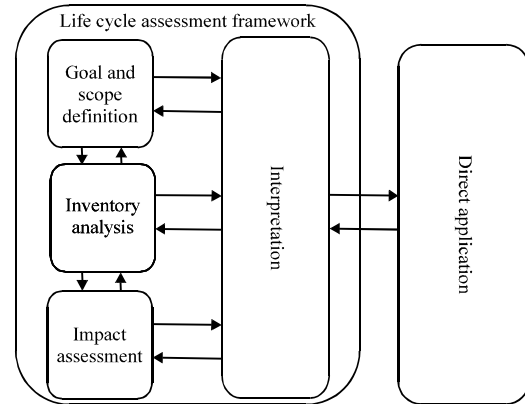 Life cycle assessment framework
Goal and
scope
definition
Inventory
analysis
Impact
assessment
Interpretation
Direct application